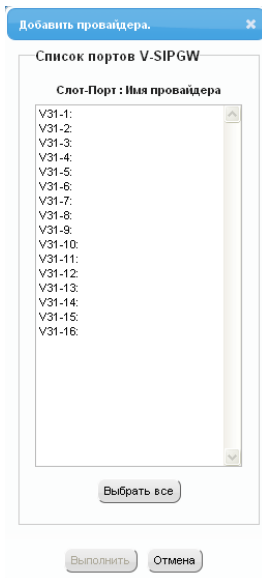 Добавить провайдера.
Список портов V-SIPGW
Слот-Порт : Имя провайдера
V31-1:
V31-2:
V31-3:
V31-4:
V31-5:
V31-6:
V31-7:
V31-8:
V31-9:
V31-10:
V31-11:
V31-12:
V31-13:
V31-14:
V31-15:
V31-16:
Выбрать все
Выполнить Отмена